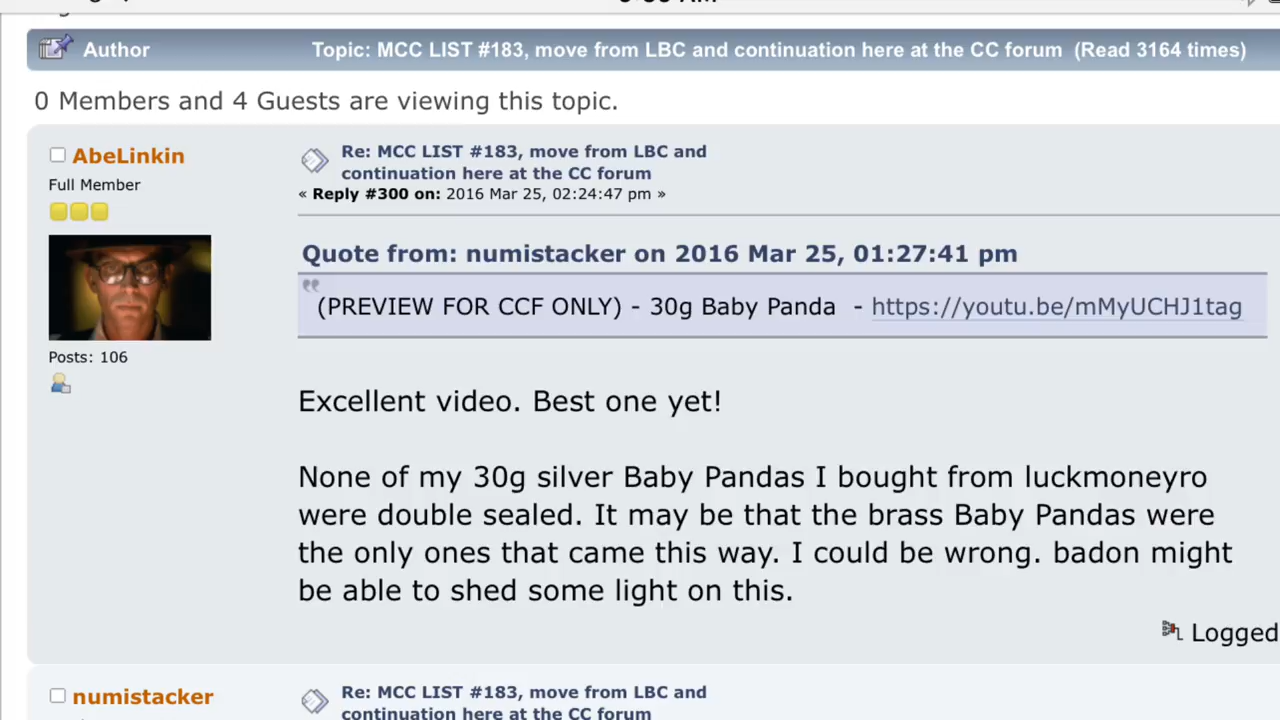 Author Topic: MCC LIST #183, move from LBC and continuation here at the CC forum (Read 3164 times)
0 Members and 4 Guests are viewing this topic.
AbeLinkin
Full Member
Posts: 106
Re: MCC LIST #183, move from LBC and
continuation here at the CC forum
« Reply #300 on: 2016 Mar 25, 02:24:47 pm »
Quote from: numistacker on 2016 Mar 25, 01:27:41 pm
(PREVIEW FOR CCF ONLY) - 30g Baby Panda - https://youtu.be/mMyUCHJ1tag
Excellent video. Best one yet!
None of my 30g silver Baby Pandas I bought from luckmoneyro
were double sealed. It may be that the brass Baby Pandas were
the only ones that came this way. I could be wrong. badon might
be able to shed some light on this.
Logged
numistacker
Re: MCC LIST #183, move from LBC and
continuation here at the CC forum